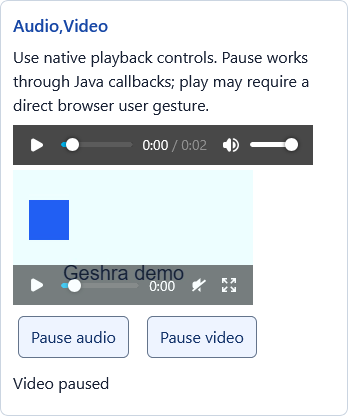 Audio,Video
Use native playback controls. Pause works
through Java callbacks; play may require a
direct browser user gesture.
0:00 / 0:02
Geshra demo
0:00
Pause audio
Pause video
Video paused